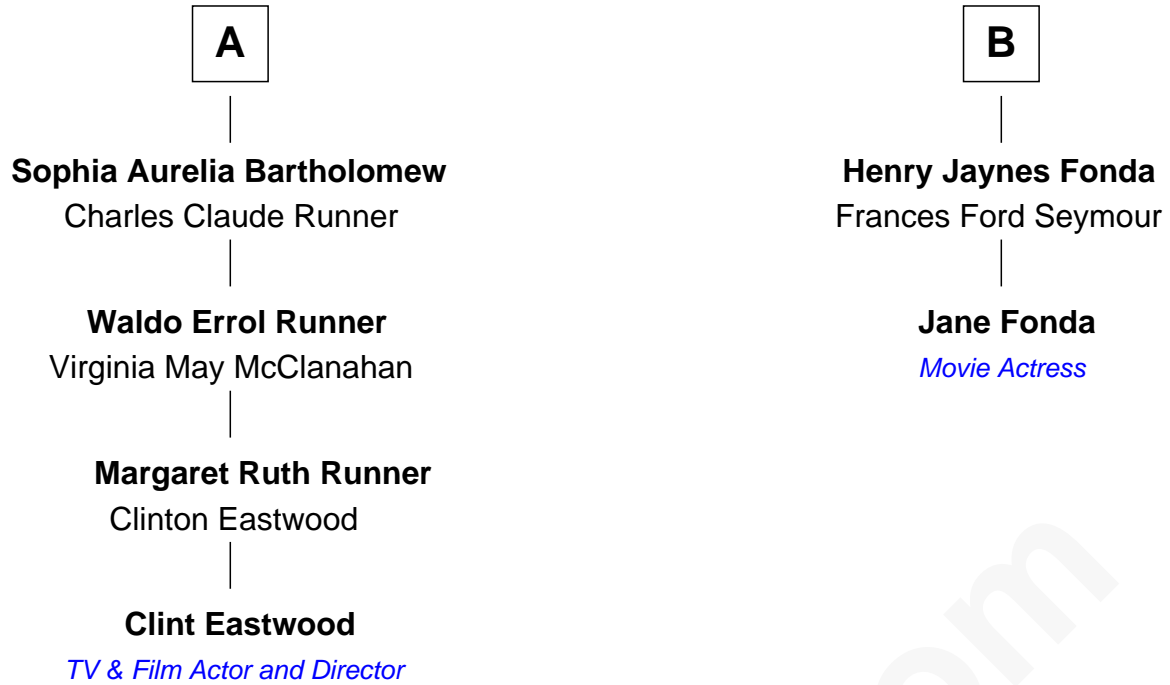 A
Sophia Aurelia Bartholomew
Charles Claude Runner
Waldo Errol Runner
Virginia May McClanahan
Margaret Ruth Runner
Clinton Eastwood
Clint Eastwood
TV & Film Actor and Director
B
Henry Jaynes Fonda
Frances Ford Seymour
Jane Fonda
Movie Actress
om